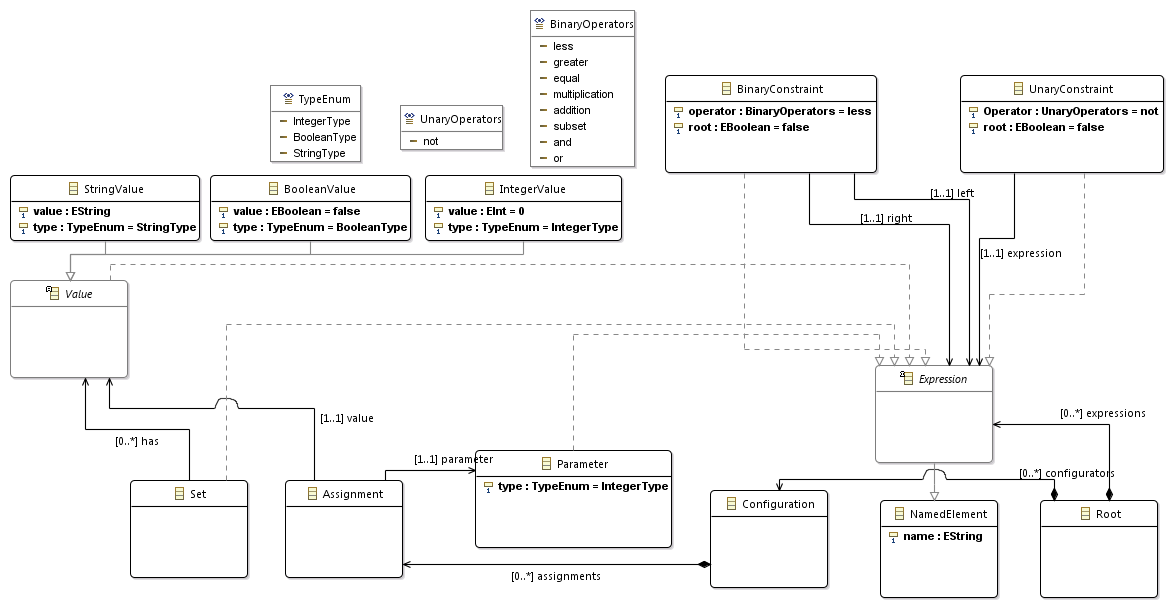 BinaryOperators
less
greater
equal
multiplication
addition
subset
and
or
TypeEnum
IntegerType
BooleanType
StringType
UnaryOperators
not
BinaryConstraint
operator : BinaryOperators = less
root : EBoolean = false
UnaryConstraint
Operator : UnaryOperators = not
root : EBoolean = false
StringValue
value : EString
type : TypeEnum = StringType
BooleanValue
value : EBoolean = false
type : TypeEnum = BooleanType
IntegerValue
value : EInt = 0
type : TypeEnum = IntegerType
[1..1] left
[1..1] right
[1..1] expression
Value
Expression
[0..*] has
[1..1] value
[0..*] expressions
[1..1] parameter
[0..*] configurators
Set
Assignment
Parameter
type : TypeEnum = IntegerType
Configuration
NamedElement
name : EString
Root
[0..*] assignments